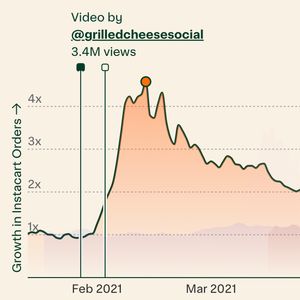 Video by
@grilledcheesesocial
3.4M views
Growth in Instacart Orders →
4x
3x
2x
1x
Feb 2021
Mar 2021